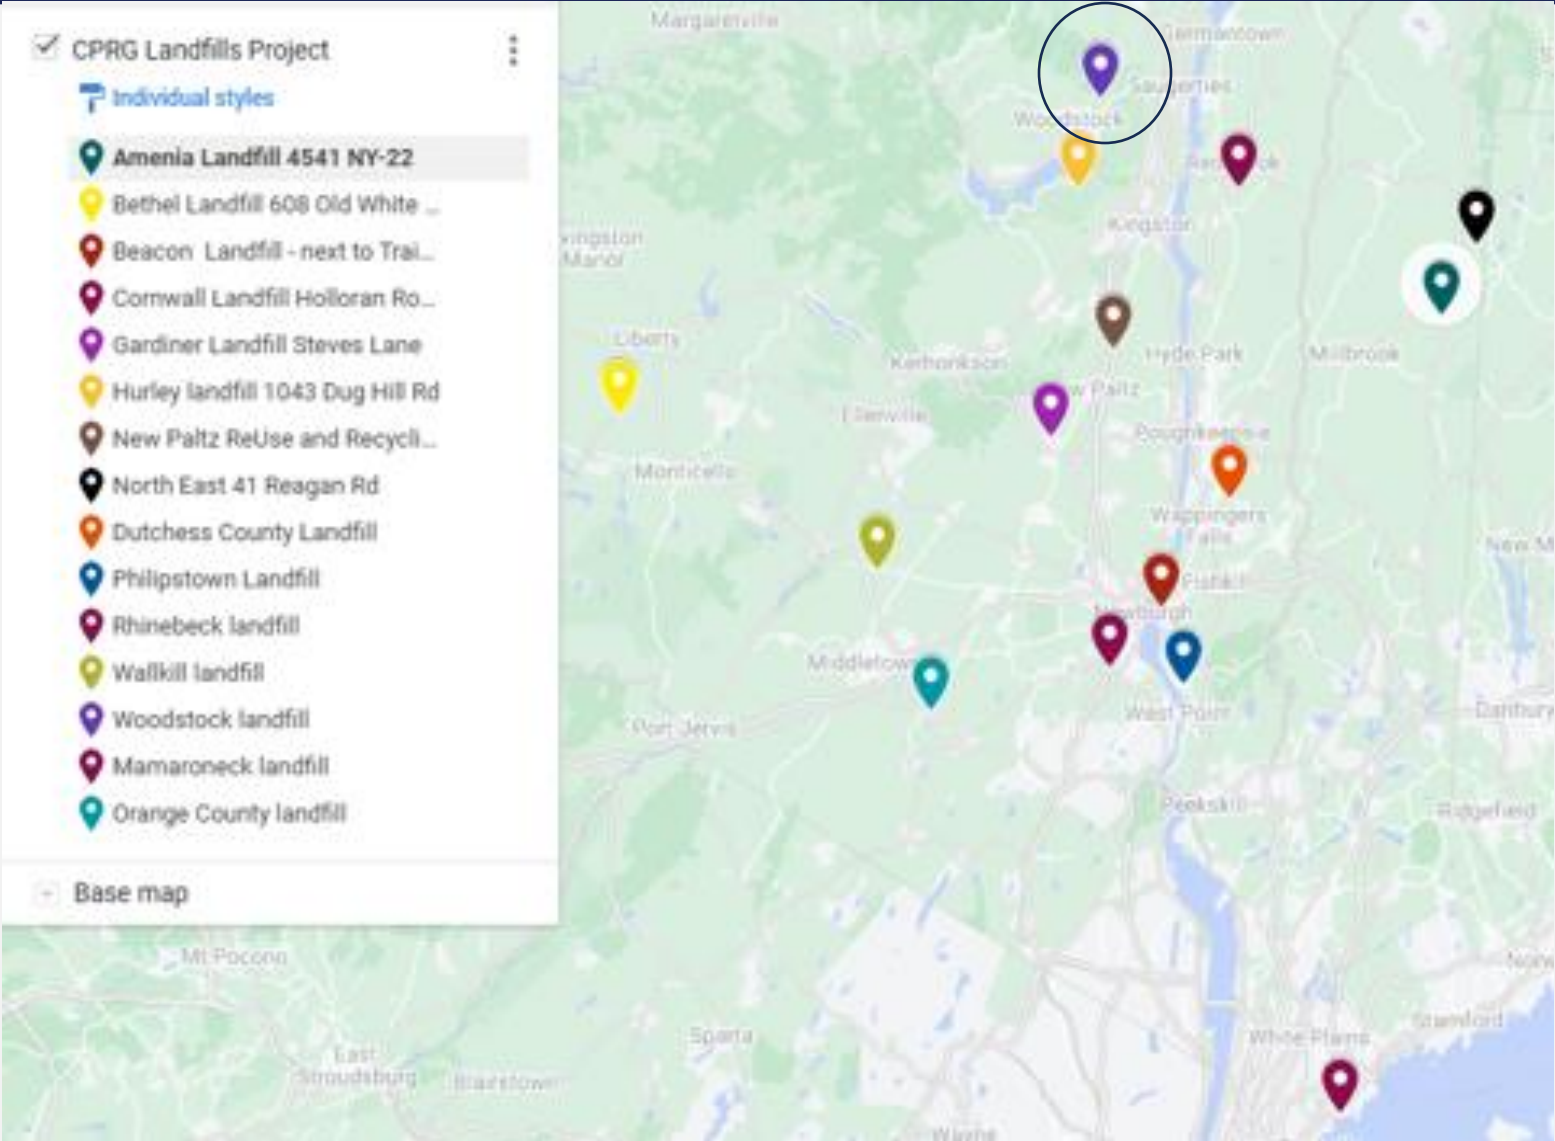 CPRG Landfills Project
Individual styles
Amenia Landfill 4541 NY-22
Bethel Landfill 608 Old White ...
Beacon Landfill - next to Trai...
Cornwall Landfill Holloran Ro...
Gardiner Landfill Steves Lane
Hurley landfill 1043 Dug Hill Rd
New Paltz ReUse and Recycli...
North East 41 Reagan Rd
Dutchess County Landfill
Philipstown Landfill
Rhinebeck landfill
Wallkill landfill
Woodstock landfill
Mamaroneck landfill
Orange County landfill
Base map
Margaretville
Germantown
Saugerties
Woodstock
Kingston
Liberty
Kerhonkson
Hyde Park
Millbrook
Ellenville
w Paltz
Poughkeepsie
Monticello
Wappingers
Falls
New M
Fishkill
Newburgh
Middletown
West Point
Port Jervis
Danbury
Peekskill
Ridgefield
Mt Pocono
Norw
Sparta
White Plains
Stamford
East
Stroudsburg
Blairstown
Wayne